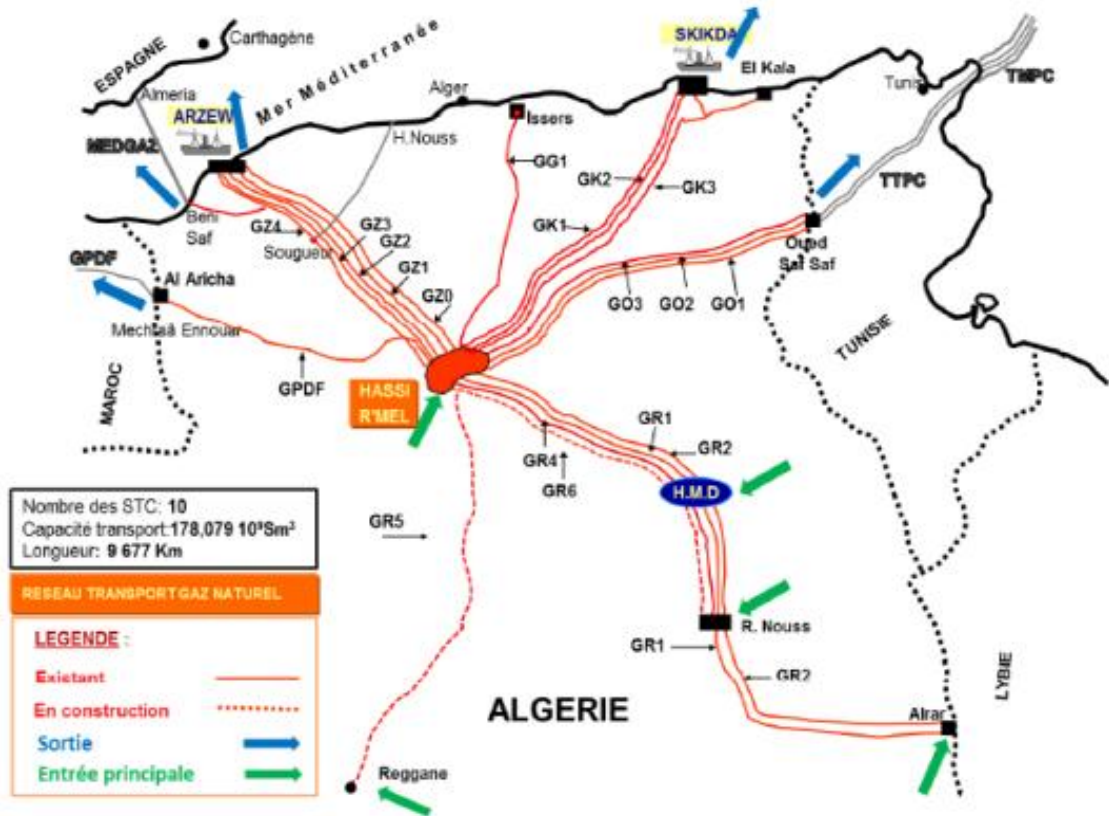 ESPAGNE
Carthagène
Mer Méditerranée
Almeria
ARZEW
MEDGAZ
Alger
H.Nouss
Issers
SKIKDA
El Kala
Tunis
TMPC
TTPC
GG1
GK2
GK3
GK1
Beni
Saf
GZ4
Sougueur
GZ3
GZ2
GZ1
GZ0
GO3
GO2
GO1
Oued
Saf Saf
GPDF
Al Aricha
Mechtaâ Ennouar
MAROC
GPDF
HASSI
R'MEL
TUNISIE
GR1
GR2
GR4
GR6
H.M.D
GR5
Nombre des STC: 10
Capacité transport:178,079 10⁹Sm³
Longueur: 9 677 Km
RESEAU TRANSPORT GAZ NATUREL
LEGENDE :
Existant
En construction
Sortie
Entrée principale
R. Nouss
GR1
GR2
ALGERIE
Alrar
LYBIE
Reggane